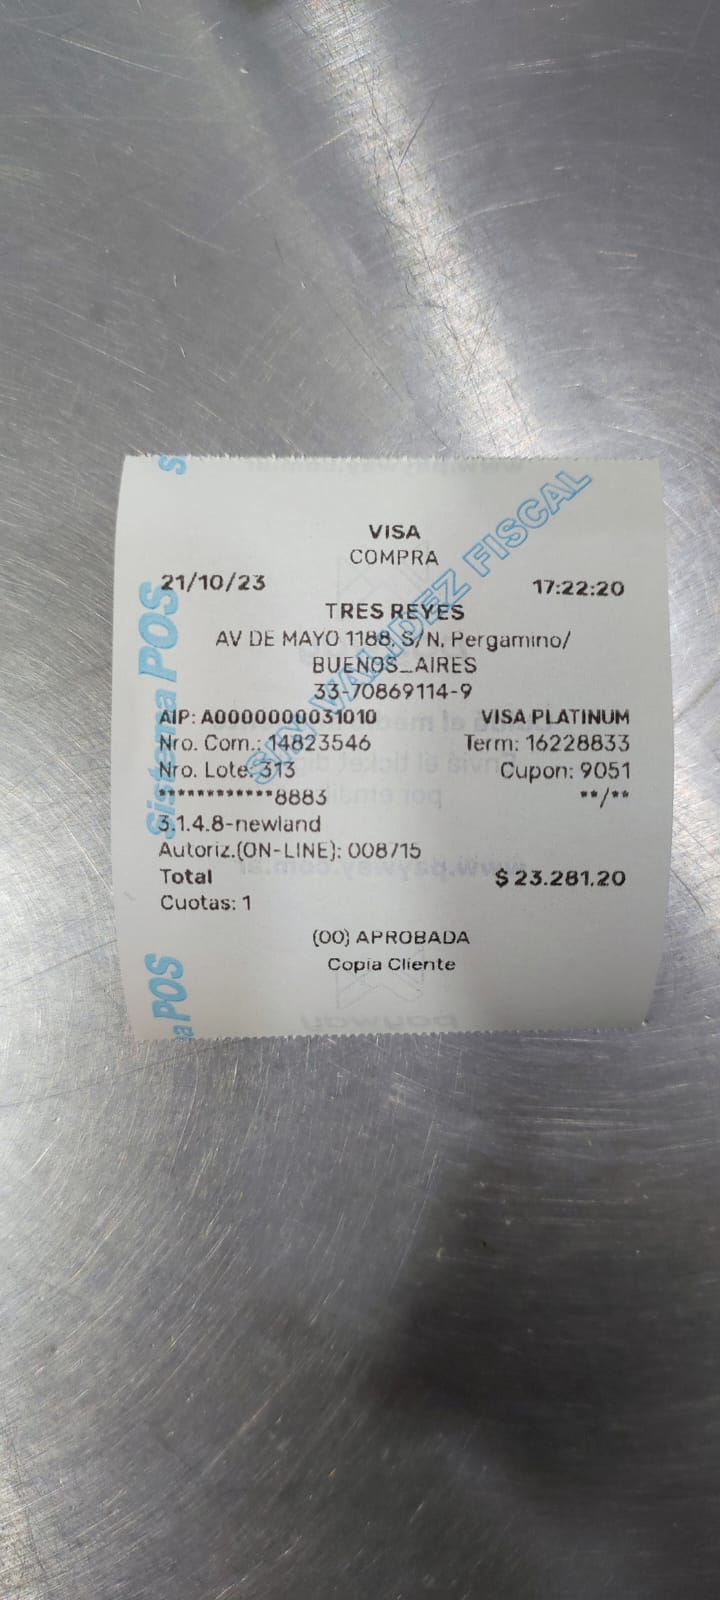 VISA
COMPRA
21/10/23 17:22:20
TRES REYES
AV DE MAYO 1188, S/N, Pergamino/
BUENOS_AIRES
33-70869114-9
AIP: A0000000031010 VISA PLATINUM
Nro. Com.: 14823546 Term: 16228833
Nro. Lote: 313 Cupon: 9051
************8883 **/**
3.1.4.8-newland
Autoriz.(ON-LINE): 008715
Total $ 23.281,20
Cuotas: 1
(00) APROBADA
Copia Cliente
SIN VALIDEZ FISCAL
Sistema POS
a POS
S